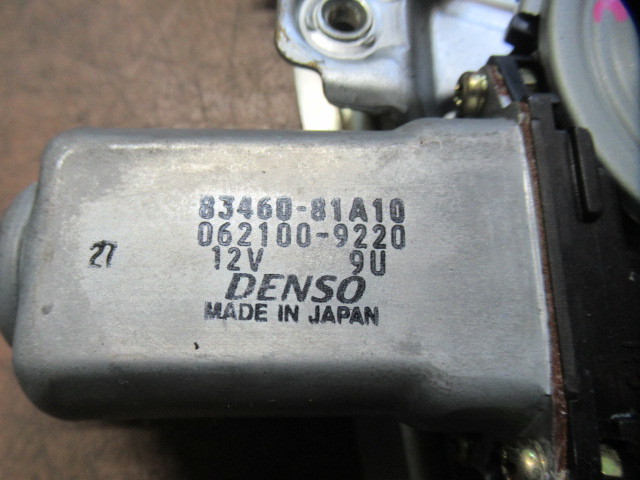 83460-81A10
062100-9220
12V 9U
27
DENSO
MADE IN JAPAN